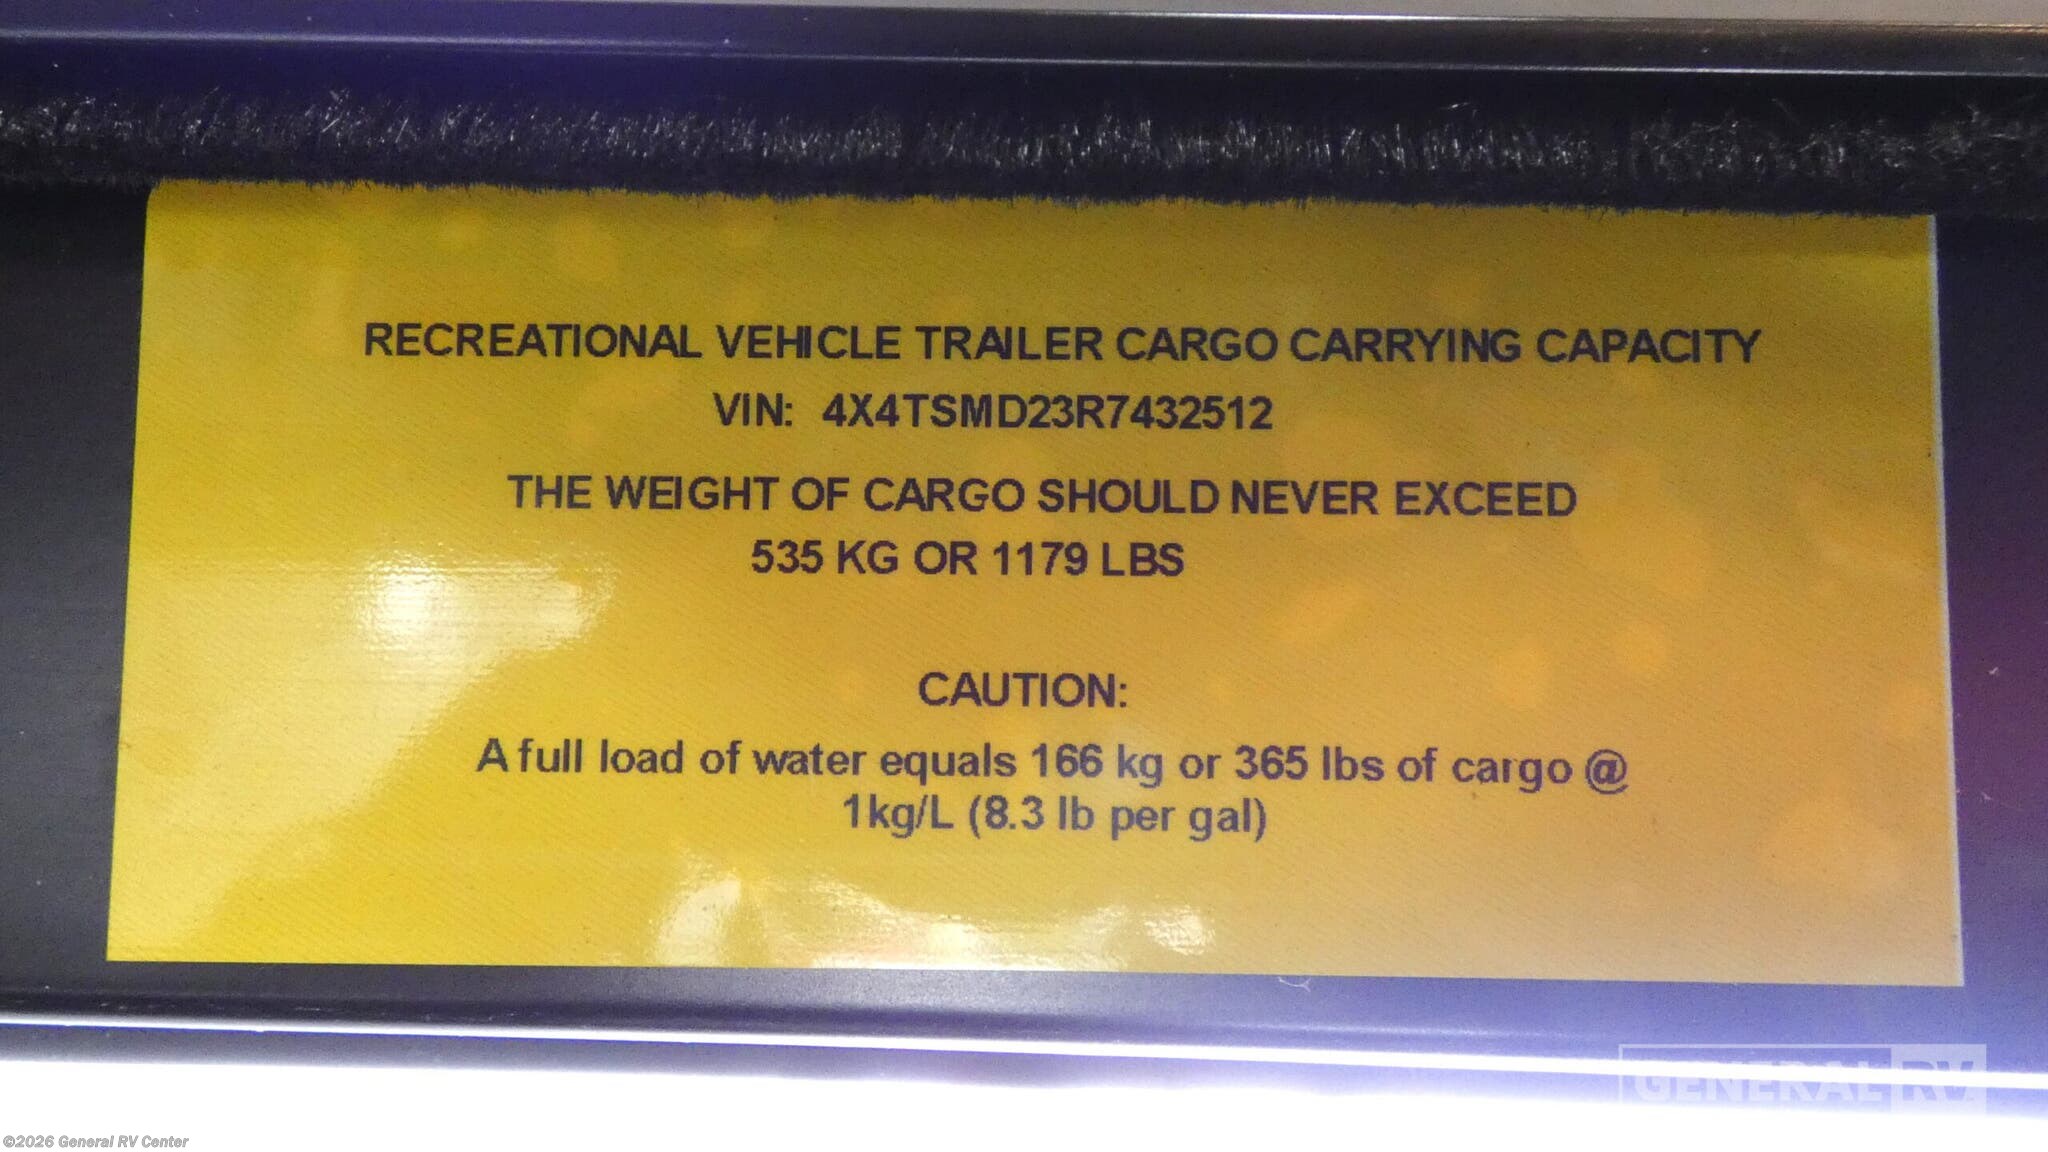 RECREATIONAL VEHICLE TRAILER CARGO CARRYING CAPACITY
VIN: 4X4TSMD23R7432512
THE WEIGHT OF CARGO SHOULD NEVER EXCEED
535 KG OR 1179 LBS
CAUTION:
A full load of water equals 166 kg or 365 lbs of cargo @
1kg/L (8.3 lb per gal)
GENERAL RV
©2026 General RV Center